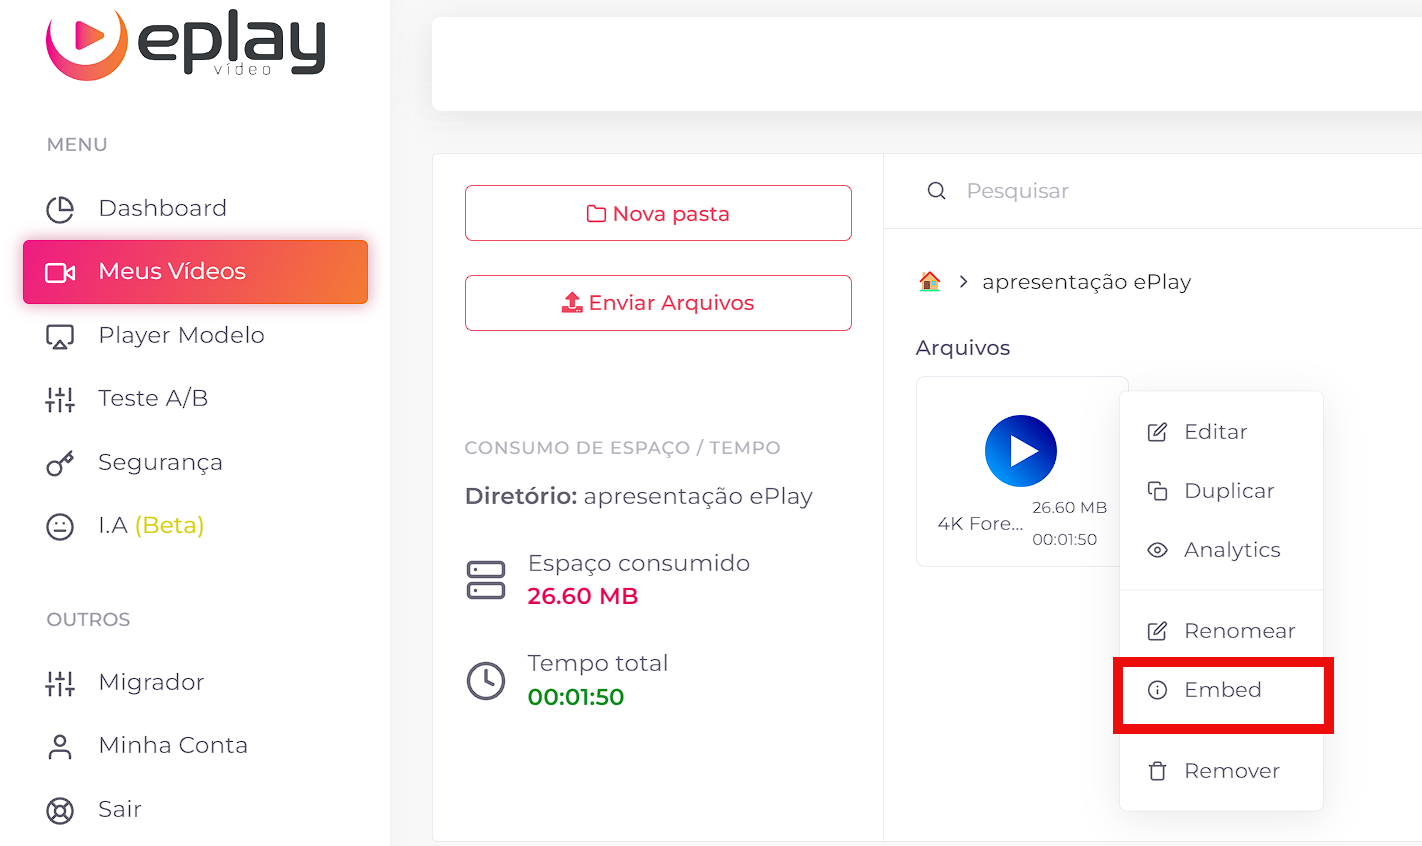 eplay
vídeo
MENU
Dashboard
Meus Vídeos
Player Modelo
Teste A/B
Segurança
I.A (Beta)
OUTROS
Migrador
Minha Conta
Sair
Nova pasta
Enviar Arquivos
CONSUMO DE ESPAÇO / TEMPO
Diretório: apresentação ePlay
Espaço consumido
26.60 MB
Tempo total
00:01:50
Pesquisar
apresentação ePlay
Arquivos
4K Fore...
26.60 MB
00:01:50
Editar
Duplicar
Analytics
Renomear
Embed
Remover